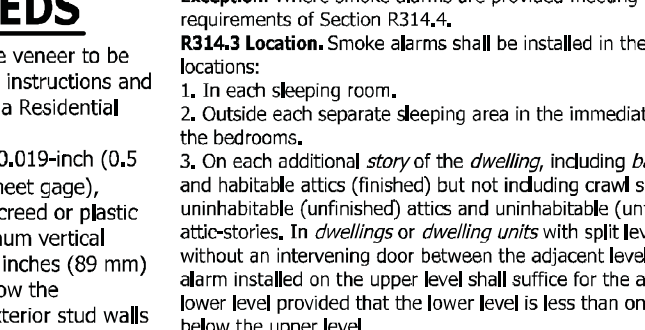 EDS
e veneer to be
instructions and
a Residential
0.019-inch (0.5
heet gage),
creed or plastic
num vertical
inches (89 mm)
ow the
xterior stud walls
requirements of Section R314.4.
R314.3 Location. Smoke alarms shall be installed in the
locations:
1. In each sleeping room.
2. Outside each separate sleeping area in the immediat
the bedrooms.
3. On each additional story of the dwelling, including b
and habitable attics (finished) but not including crawl s
uninhabitable (unfinished) attics and uninhabitable (un
attic-stories. In dwellings or dwelling units with split lev
without an intervening door between the adjacent level
alarm installed on the upper level shall suffice for the a
lower level provided that the lower level is less than on
below the upper level.